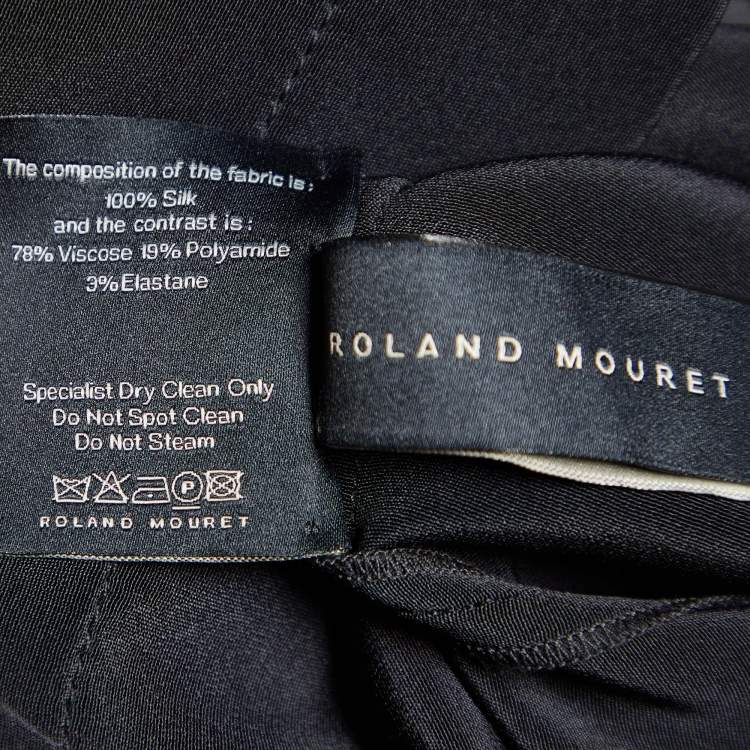 The composition of the fabric is:
100% Silk
and the contrast is:
78% Viscose 19% Polyamide
3% Elastane
Specialist Dry Clean Only
Do Not Spot Clean
Do Not Steam
P
ROLAND MOURET
ROLAND MOURET